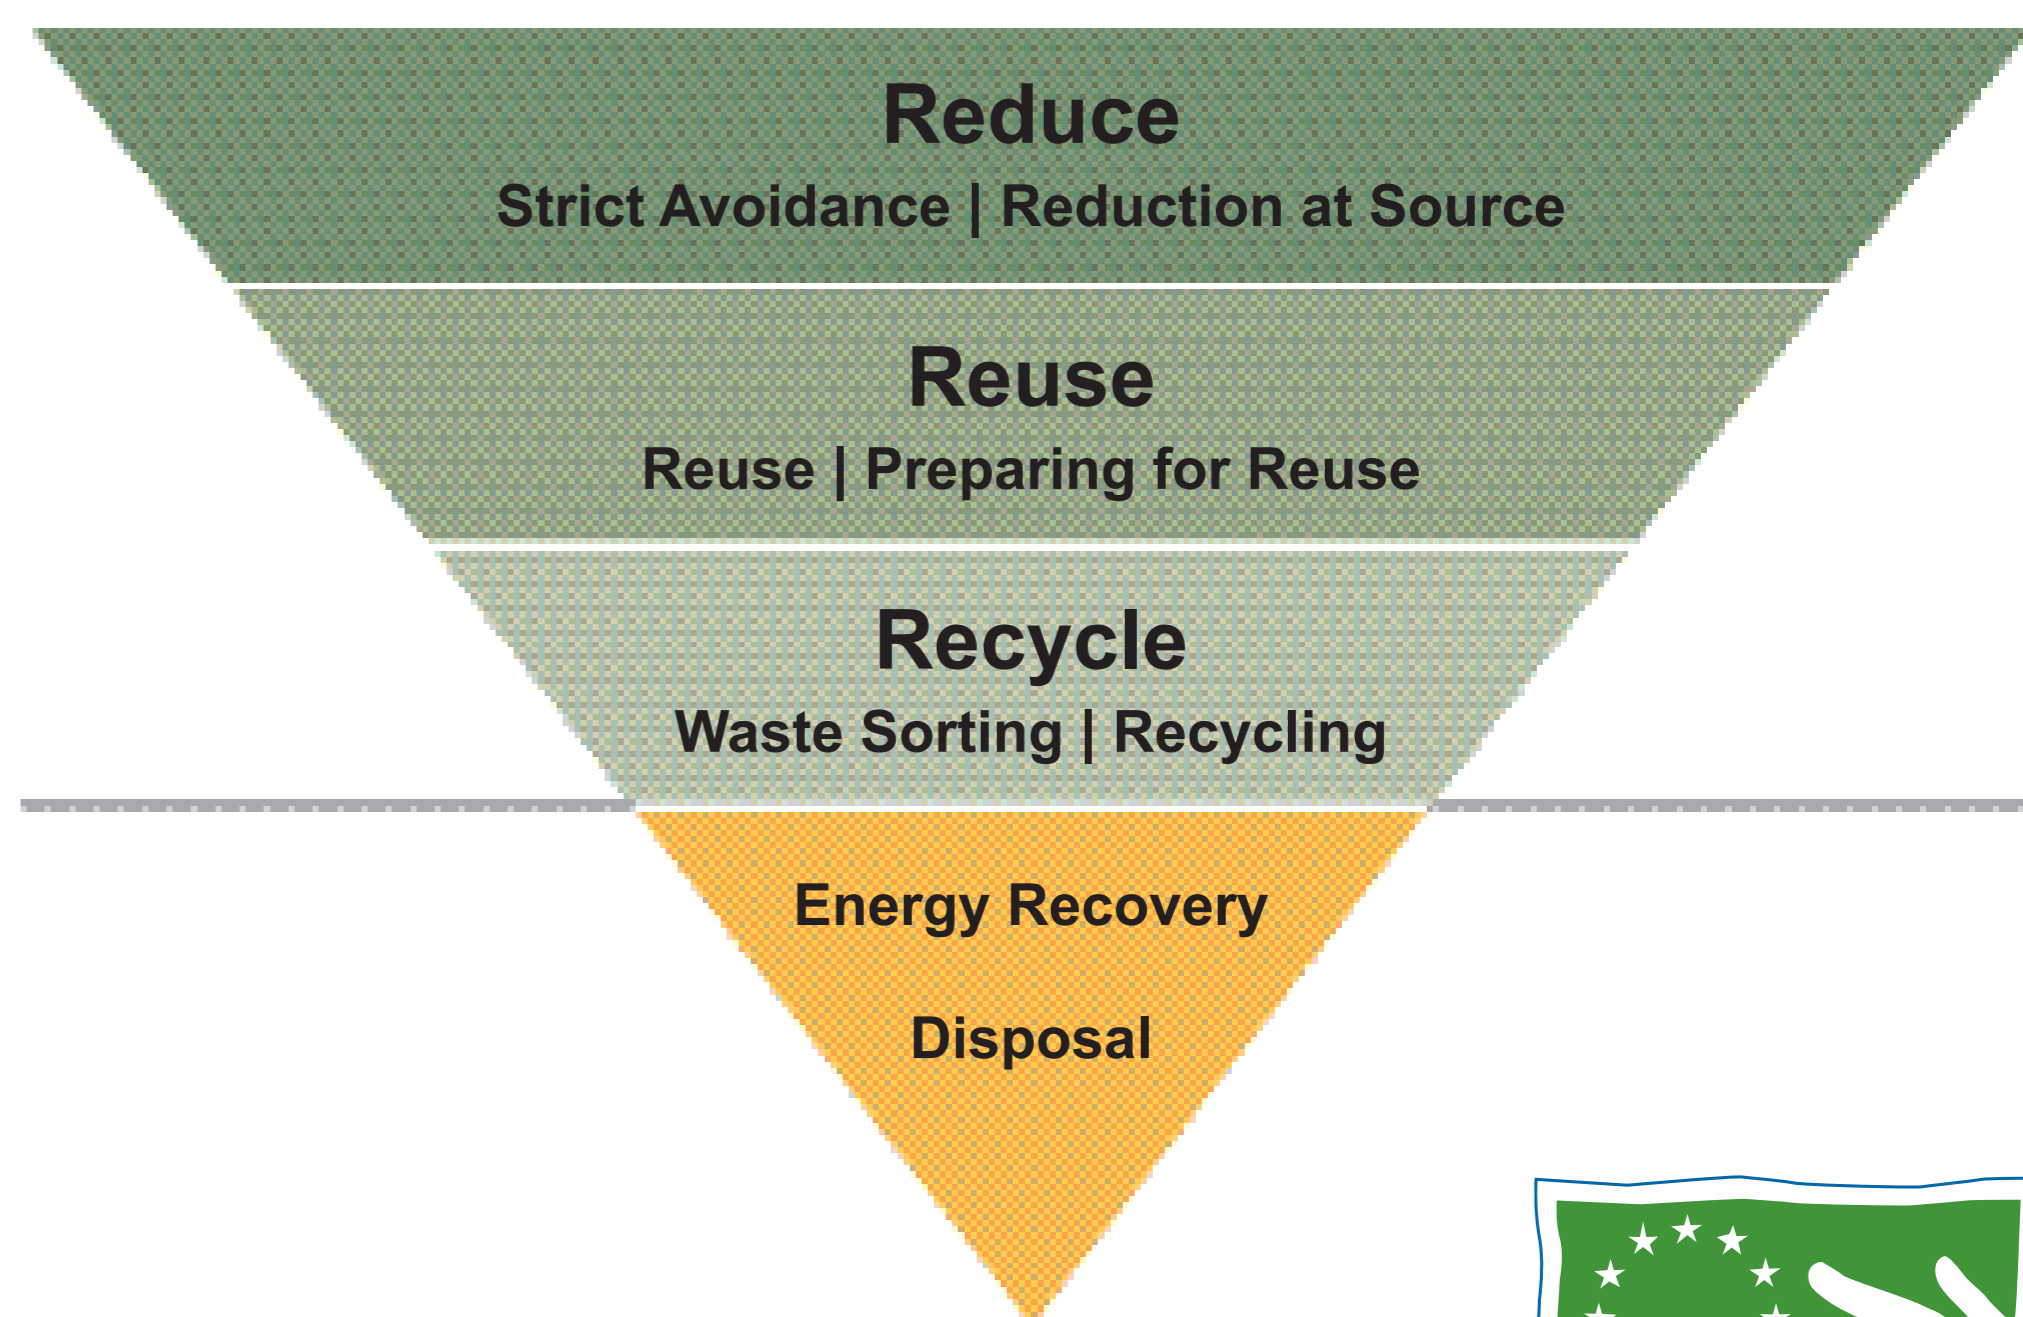 Reduce
Strict Avoidance | Reduction at Source
Reuse
Reuse | Preparing for Reuse
Recycle
Waste Sorting | Recycling
Energy Recovery
Disposal